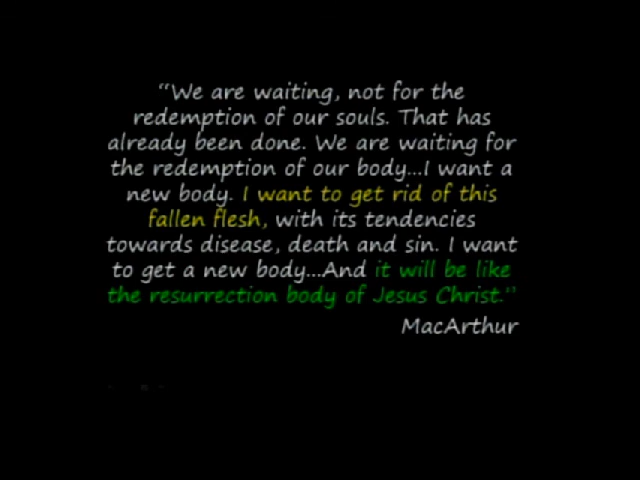 “We are waiting, not for the
redemption of our souls. That has
already been done. We are waiting for
the redemption of our body...I want a
new body. I want to get rid of this
fallen flesh, with its tendencies
towards disease, death and sin. I want
to get a new body...And it will be like
the resurrection body of Jesus Christ.”
MacArthur